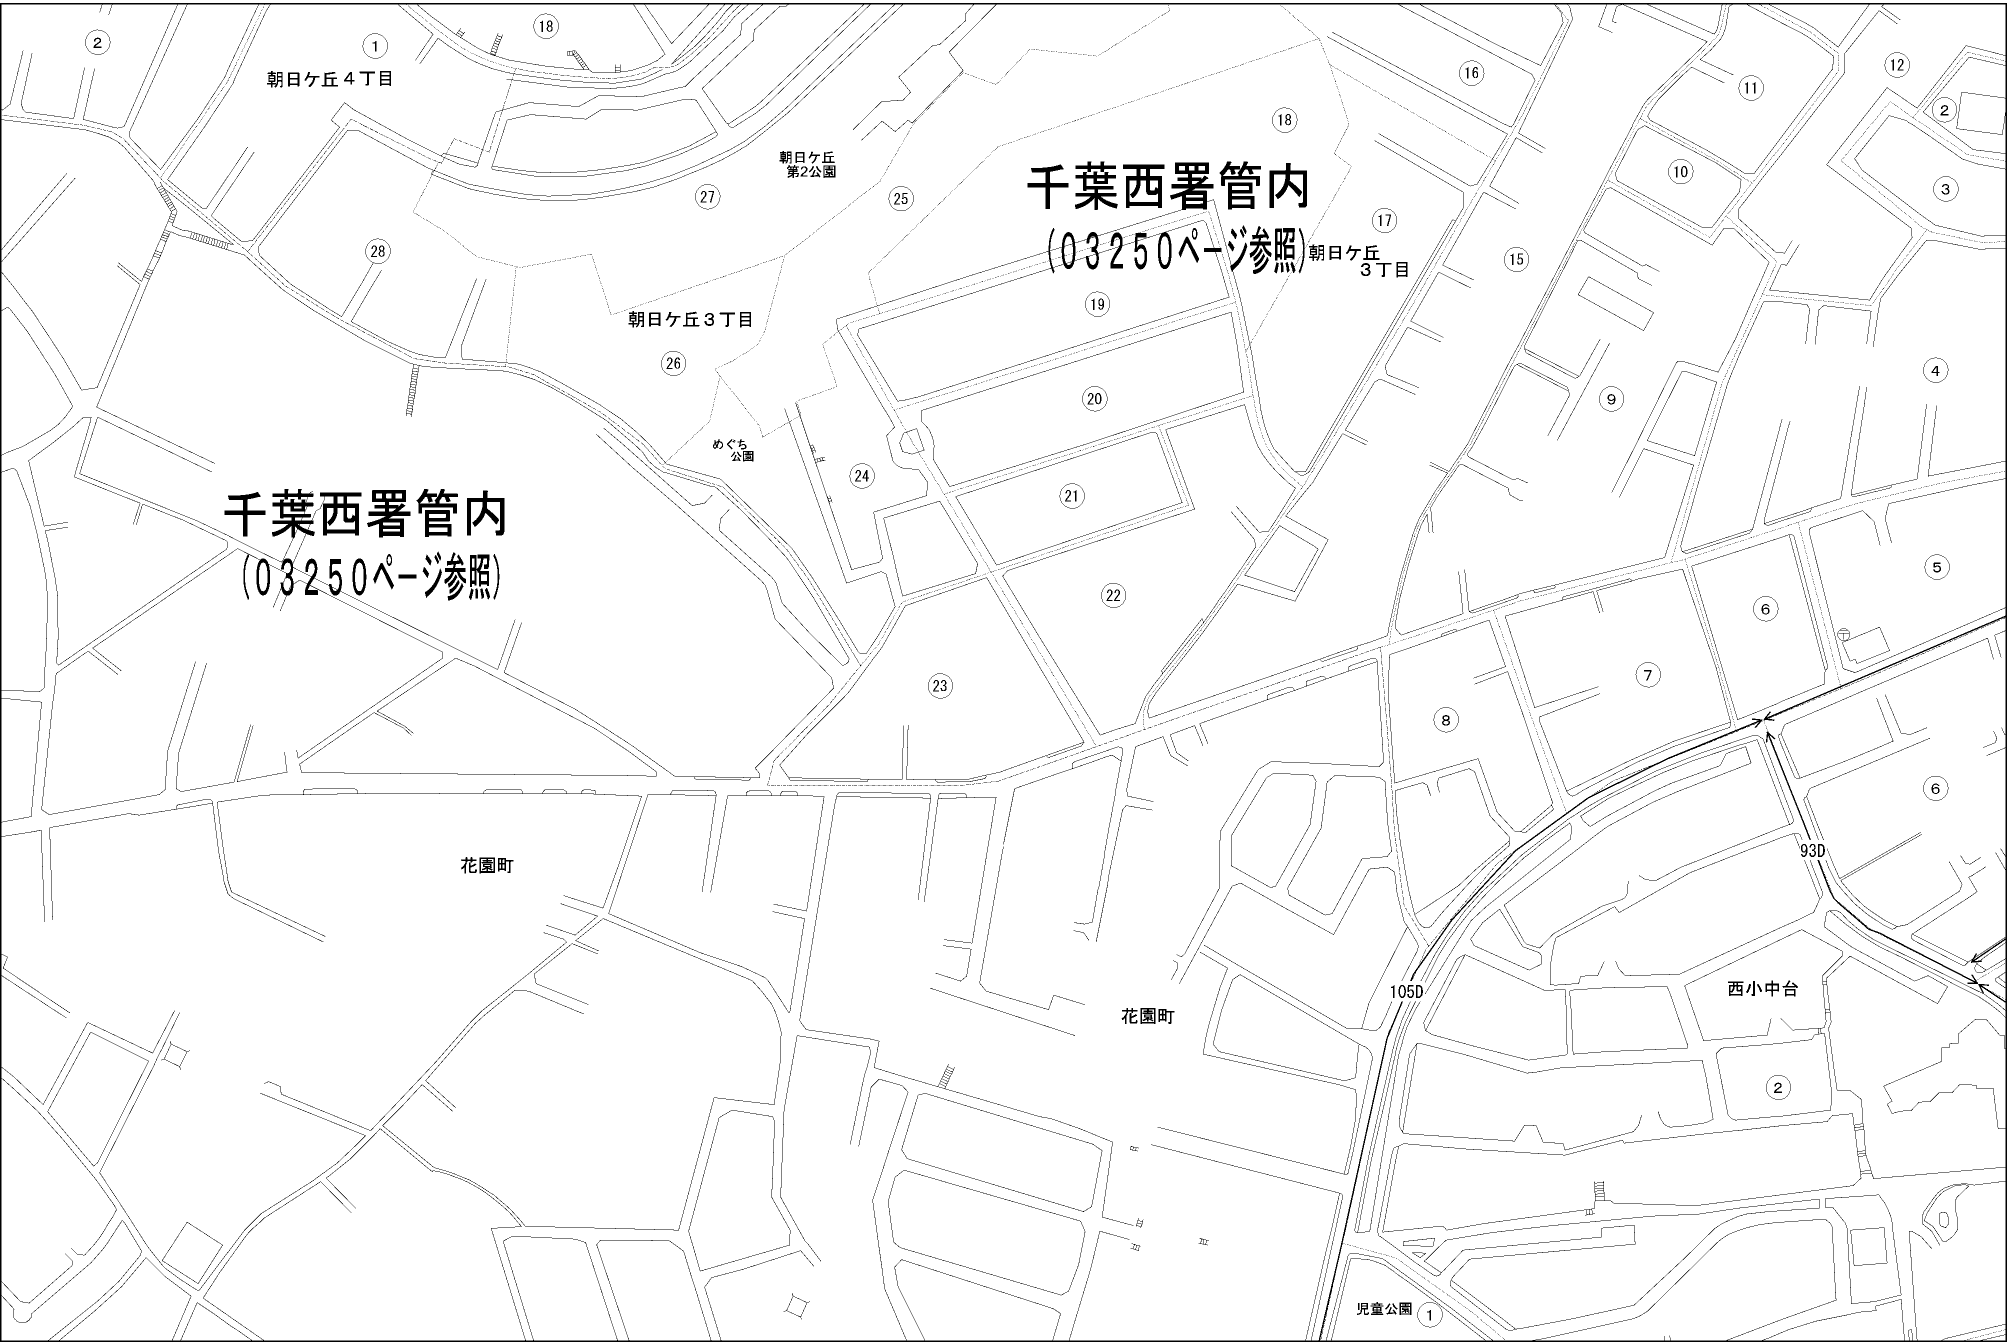 2
1
18
朝日ケ丘４丁目
16
11
12
2
18
朝日ケ丘
第2公園
27
25
千葉西署管内
(03250ページ参照)
10
3
17
28
朝日ケ丘
３丁目
15
19
朝日ケ丘３丁目
26
4
20
9
めぐち
公園
24
21
千葉西署管内
(03250ページ参照)
22
5
6
23
7
8
6
花園町
93D
105D
西小中台
花園町
2
児童公園
1